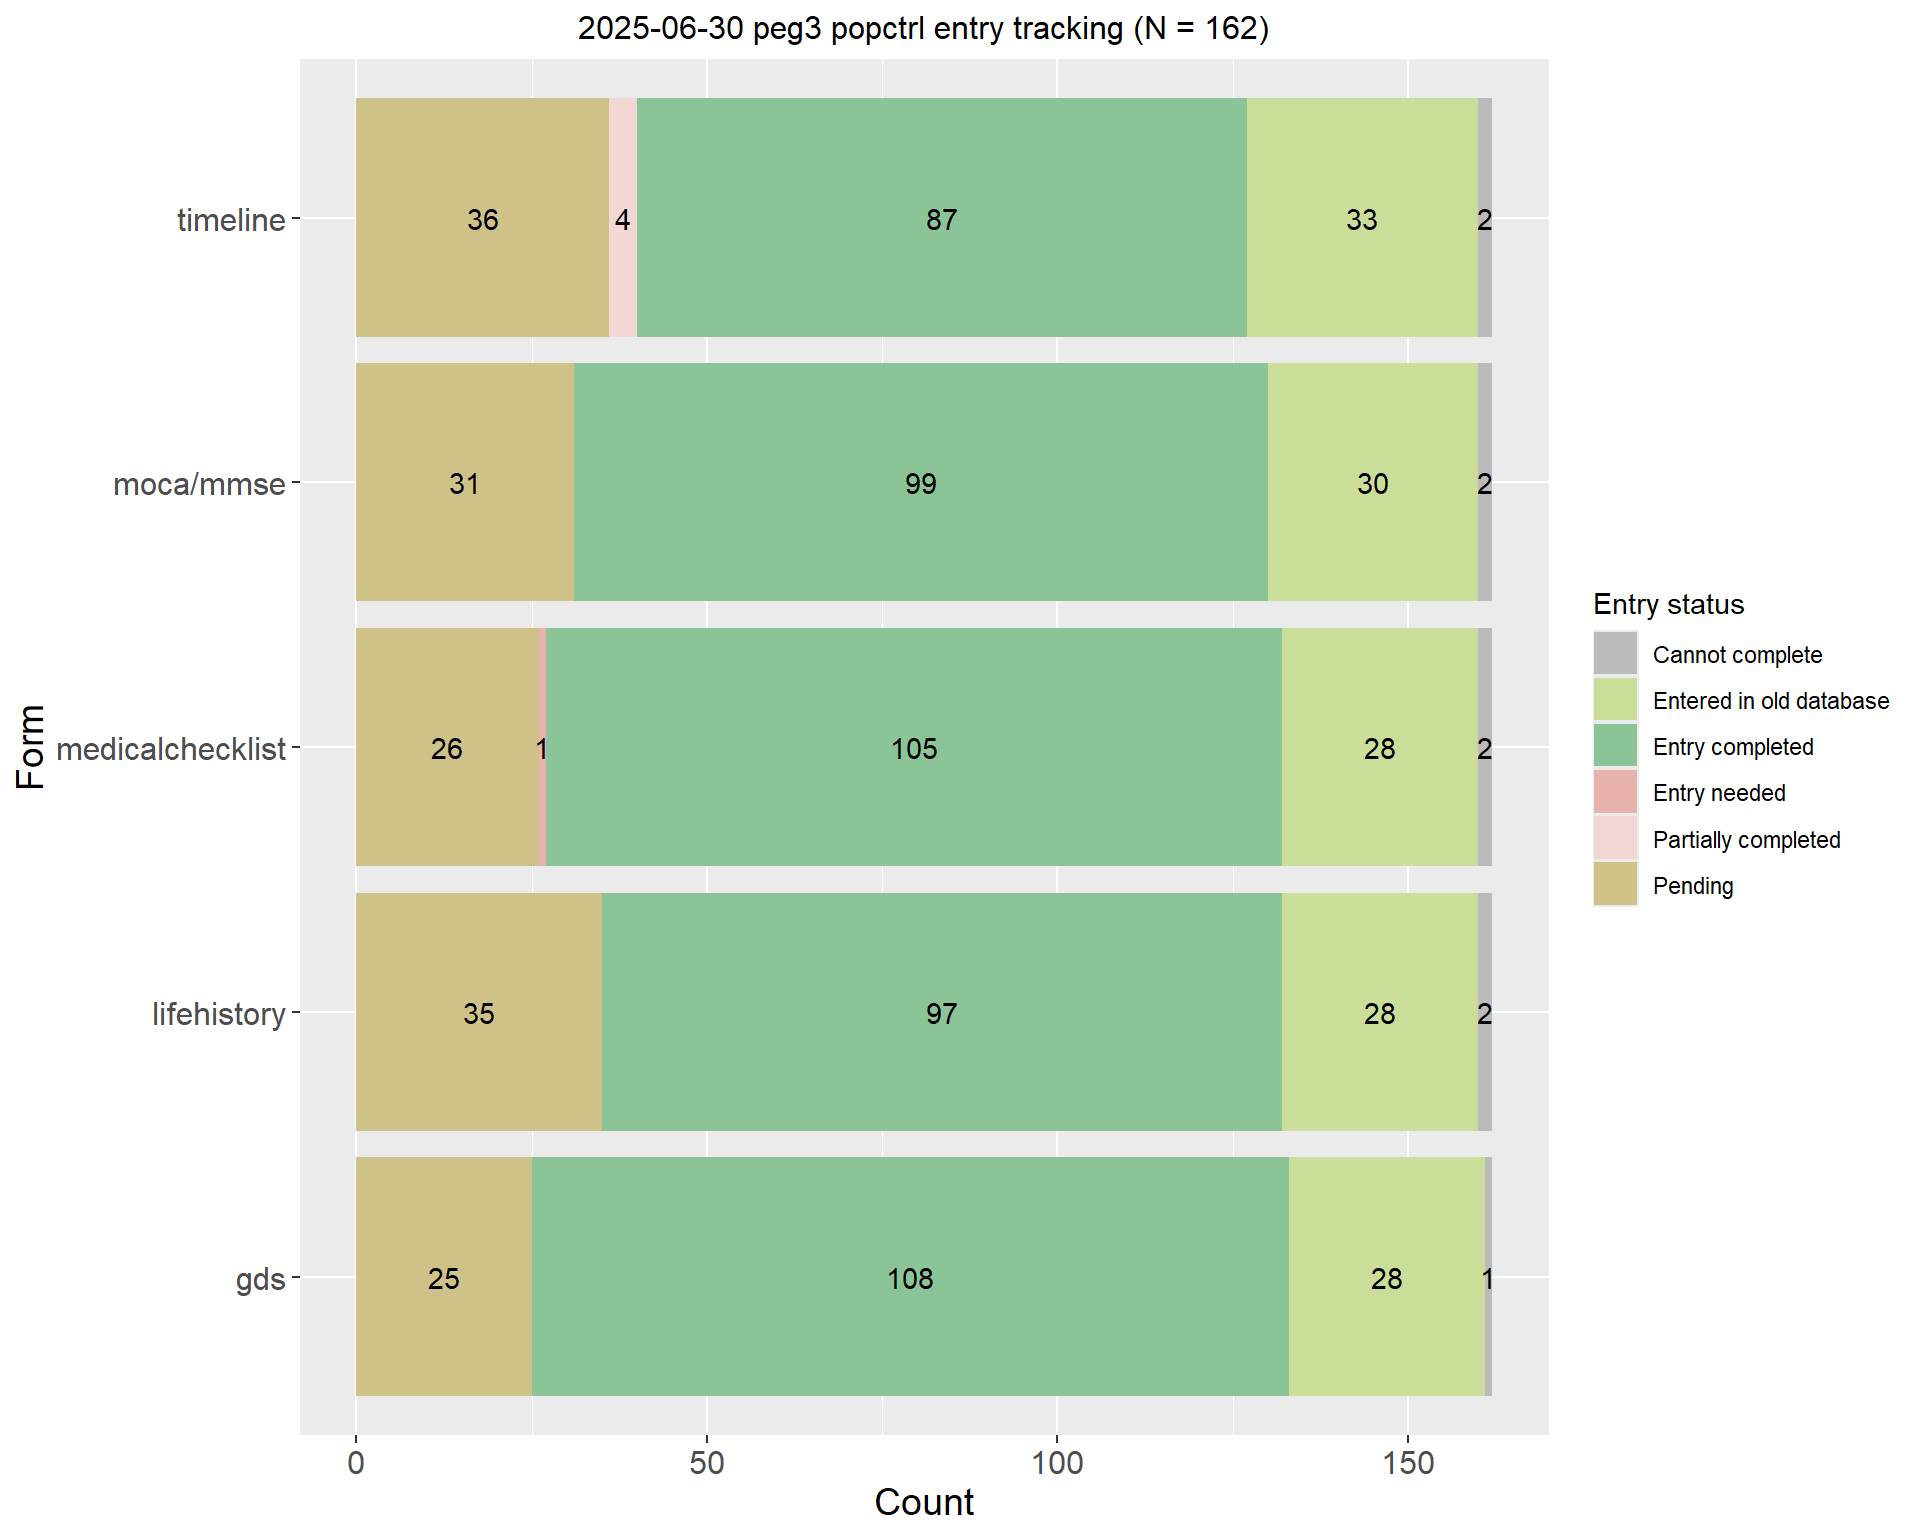 2025-06-30 peg3 popctrl entry tracking (N = 162)
timeline
36
4
87
33
2
moca/mmse
31
99
30
2
medicalchecklist
26
1
105
28
2
lifehistory
35
97
28
2
gds
25
108
28
1
0
50
100
150
Count
Form
Entry status
Cannot complete
Entered in old database
Entry completed
Entry needed
Partially completed
Pending